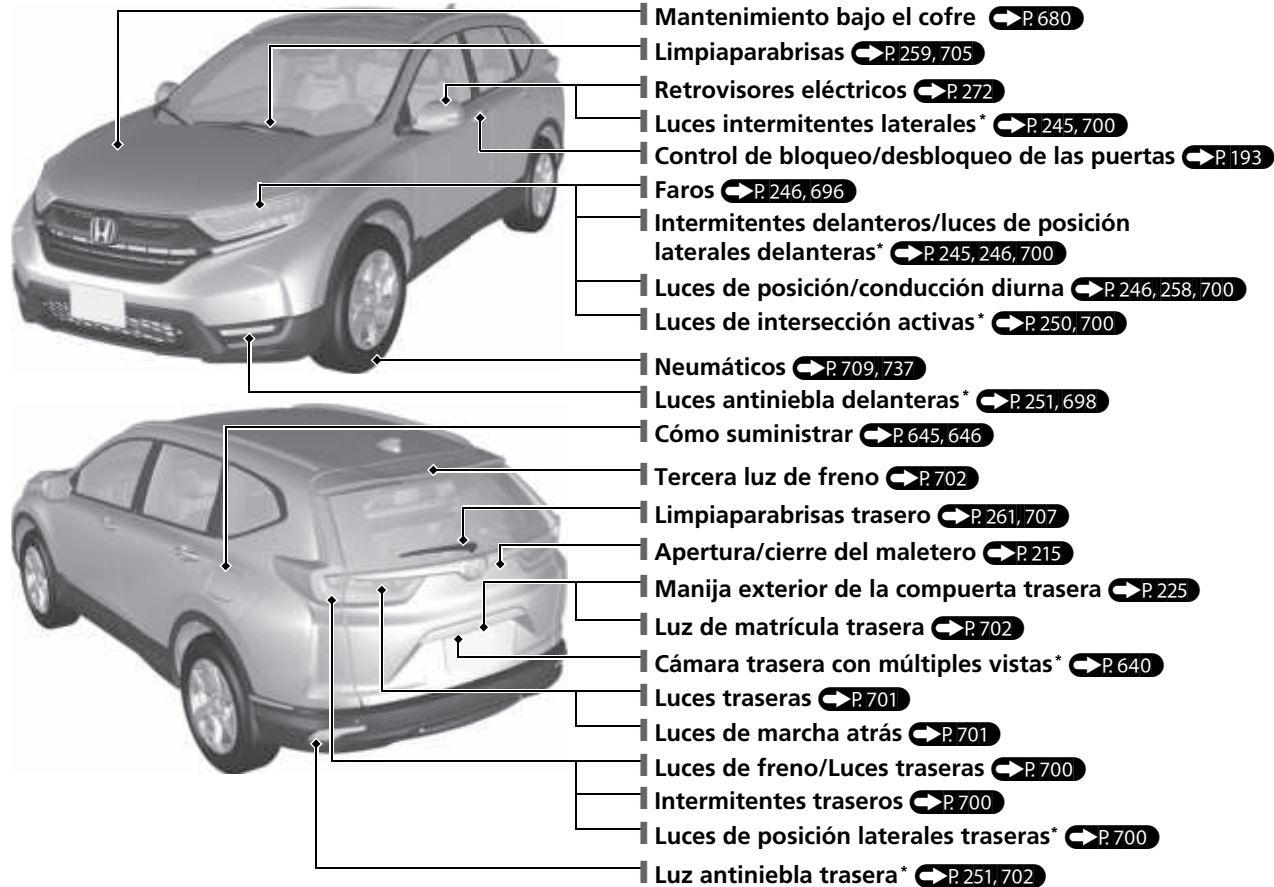 Mantenimiento bajo el cofre P. 680
Limpiaparabrisas P. 259, 705
Retrovisores eléctricos P. 272
Luces intermitentes laterales* P. 245, 700
Control de bloqueo/desbloqueo de las puertas P. 193
Faros P. 246, 696
Intermitentes delanteros/luces de posición
laterales delanteras* P. 245, 246, 700
Luces de posición/conducción diurna P. 246, 258, 700
Luces de intersección activas* P. 250, 700
Neumáticos P. 709, 737
Luces antiniebla delanteras* P. 251, 698
Cómo suministrar P. 645, 646
Tercera luz de freno P. 702
Limpiaparabrisas trasero P. 261, 707
Apertura/cierre del maletero P. 215
Manija exterior de la compuerta trasera P. 225
Luz de matrícula trasera P. 702
Cámara trasera con múltiples vistas* P. 640
Luces traseras P. 701
Luces de marcha atrás P. 701
Luces de freno/Luces traseras P. 700
Intermitentes traseros P. 700
Luces de posición laterales traseras* P. 700
Luz antiniebla trasera* P. 251, 702